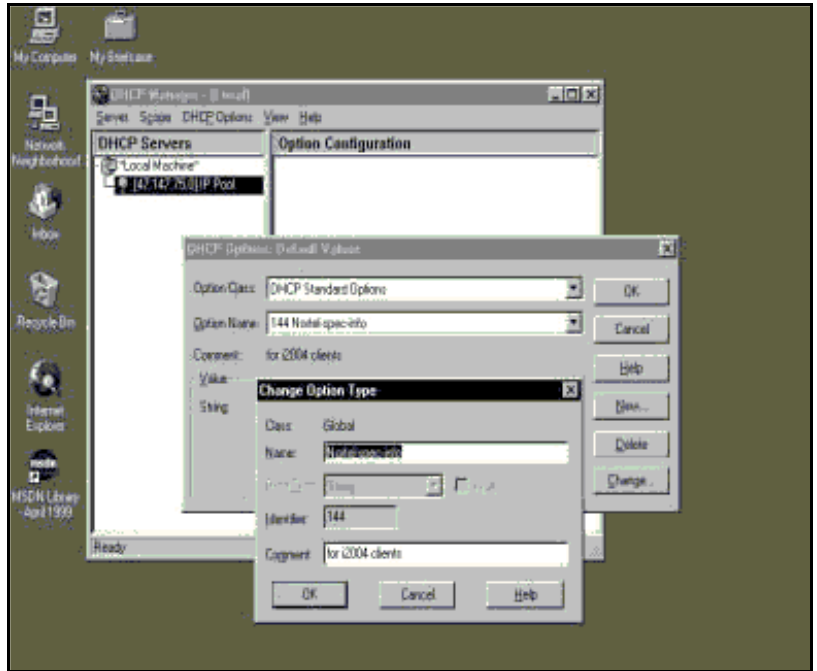 My Computer
My Briefcase
Network Neighborhood
Inbox
Recycle Bin
Internet Explorer
msdn
MSDN Library - April 1999
DHCP Manager - (Local)
Server Scope DHCP Options View Help
DHCP Servers
Option Configuration
*Local Machine*
[47.147.75.0] IP Pool
Ready
DHCP Options: Default Values
Option Class: DHCP Standard Options
Option Name: 144 Nortel-spec-info
Comment: for i2004 clients
Value
String
OK
Cancel
Help
New...
Delete
Change...
Change Option Type
Class: Global
Name: Nortel-spec-info
String
Identifier: 144
Comment: for i2004 clients
OK Cancel Help